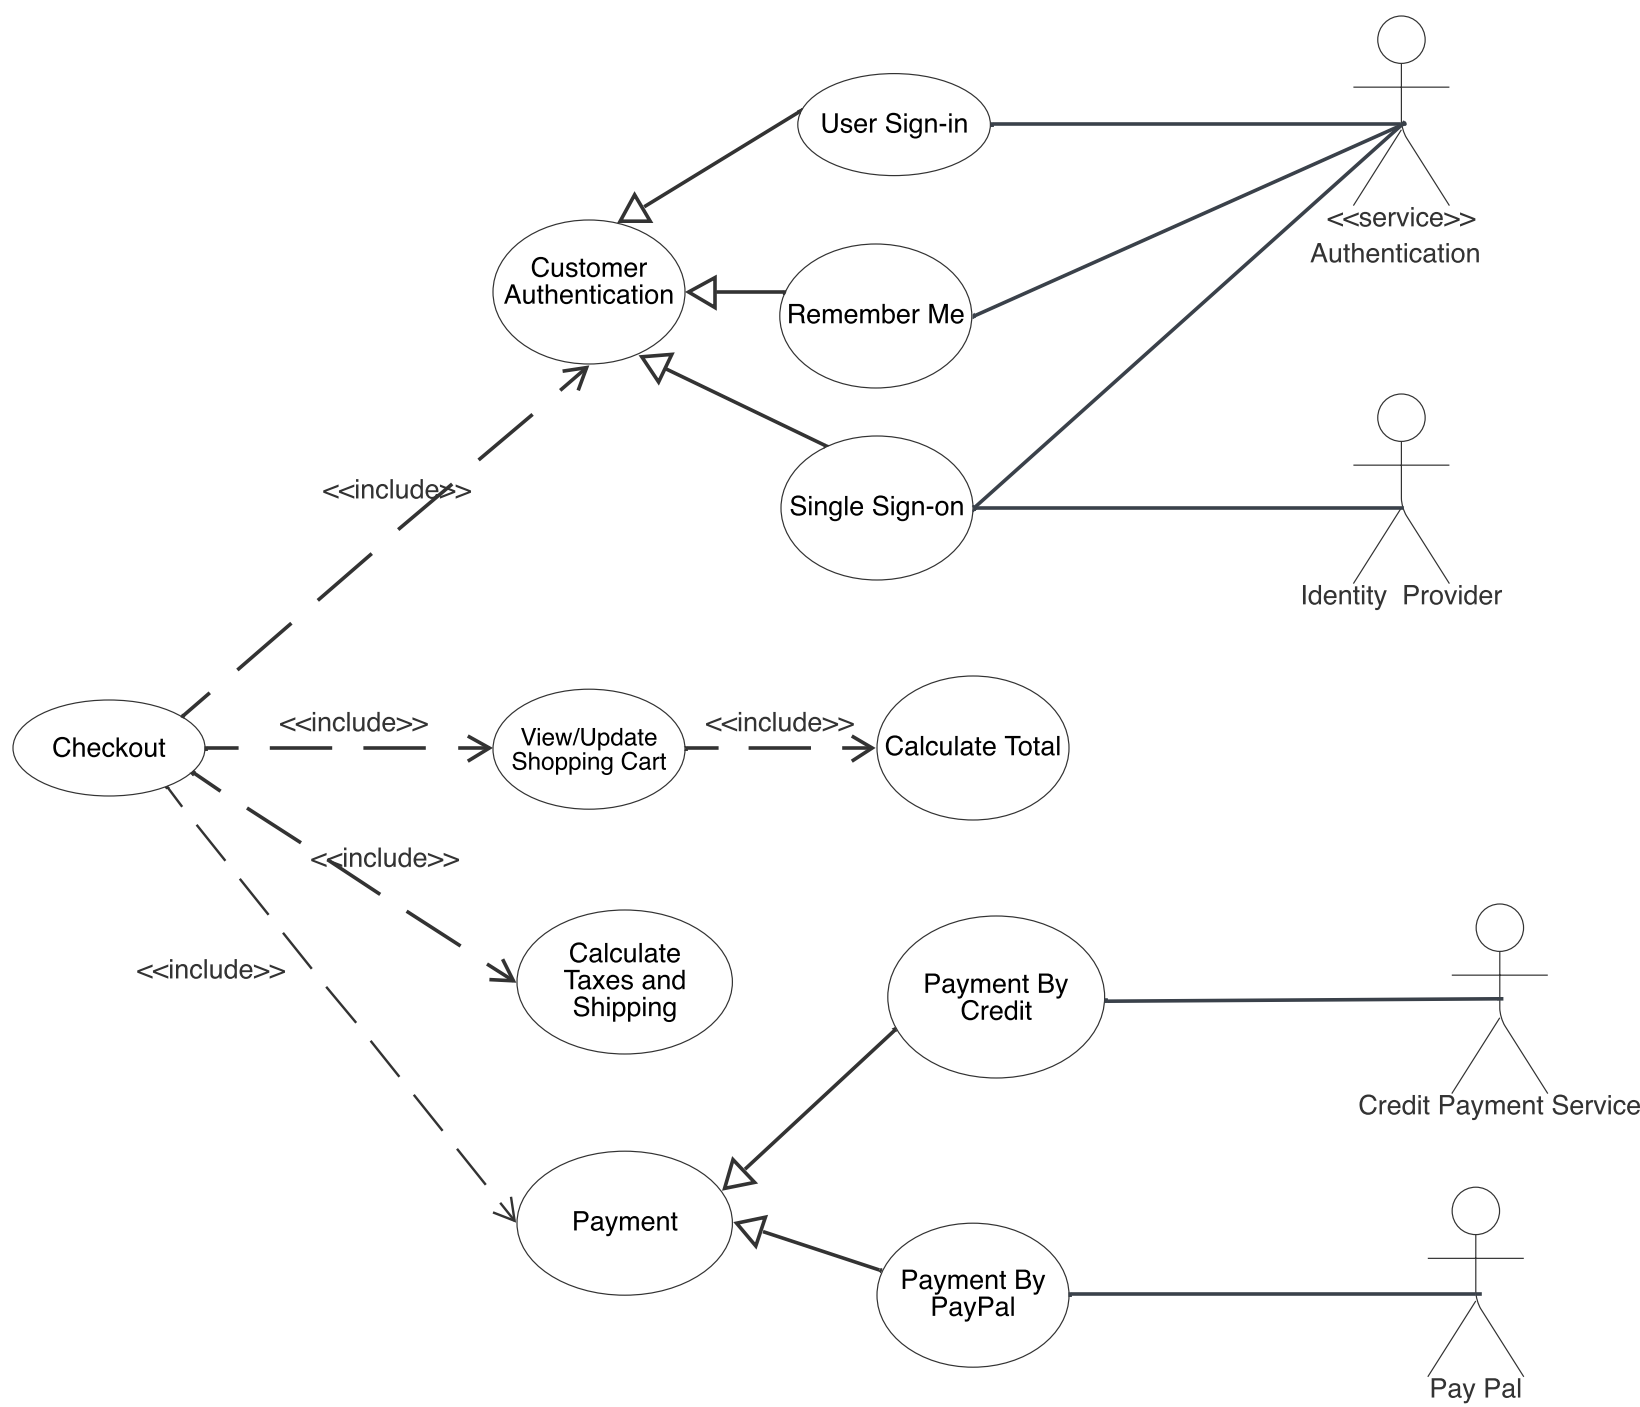 User Sign-in
<<service>>
Authentication
Customer
Authentication
Remember Me
<<include>>
Single Sign-on
Identity  Provider
Checkout
<<include>>
View/Update
Shopping Cart
<<include>>
Calculate Total
<<include>>
Calculate
Taxes and
Shipping
<<include>>
Payment By
Credit
Credit Payment Service
Payment
Payment By
PayPal
Pay Pal